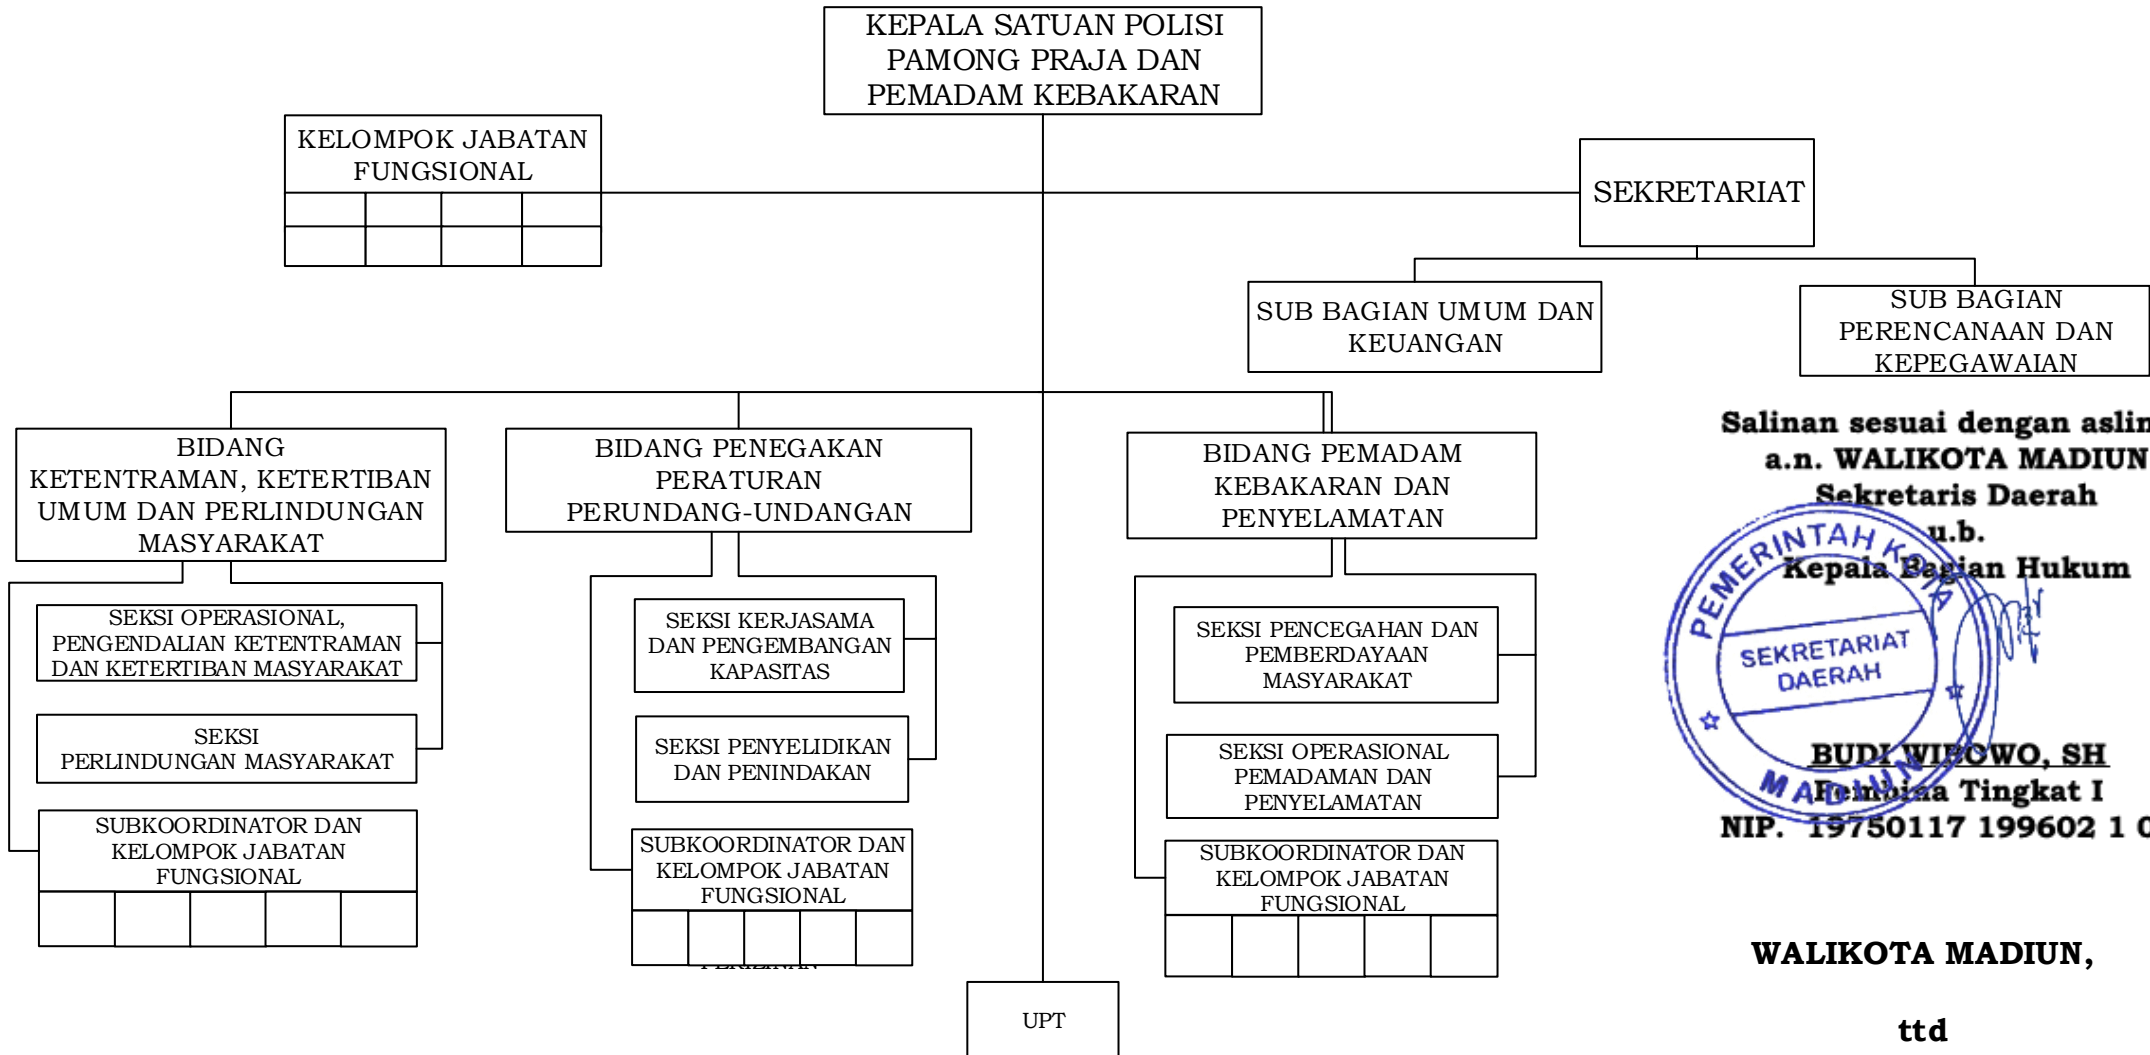 KEPALA SATUAN POLISI
PAMONG PRAJA DAN
PEMADAM KEBAKARAN
KELOMPOK JABATAN
FUNGSIONAL
SEKRETARIAT
SUB BAGIAN UMUM DAN
KEUANGAN
SUB BAGIAN
PERENCANAAN DAN
KEPEGAWAIAN
BIDANG
KETENTRAMAN, KETERTIBAN
UMUM DAN PERLINDUNGAN
MASYARAKAT
BIDANG PENEGAKAN
PERATURAN
PERUNDANG-UNDANGAN
BIDANG PEMADAM
KEBAKARAN DAN
PENYELAMATAN
SEKSI OPERASIONAL,
PENGENDALIAN KETENTRAMAN
DAN KETERTIBAN MASYARAKAT
SEKSI
PERLINDUNGAN MASYARAKAT
SUBKOORDINATOR DAN
KELOMPOK JABATAN
FUNGSIONAL
SEKSI KERJASAMA
DAN PENGEMBANGAN
KAPASITAS
SEKSI PENYELIDIKAN
DAN PENINDAKAN
SUBKOORDINATOR DAN
KELOMPOK JABATAN
FUNGSIONAL
SEKSI PENCEGAHAN DAN
PEMBERDAYAAN
MASYARAKAT
SEKSI OPERASIONAL
PEMADAMAN DAN
PENYELAMATAN
SUBKOORDINATOR DAN
KELOMPOK JABATAN
FUNGSIONAL
UPT
Salinan sesuai dengan aslin
a.n. WALIKOTA MADIUN
Sekretaris Daerah
u.b.
Kepala Bagian Hukum
PEMERINTAH KOTA
SEKRETARIAT
DAERAH
MADIUN
BUDI WIBOWO, SH
Pembina Tingkat I
NIP. 19750117 199602 1 0
WALIKOTA MADIUN,
ttd